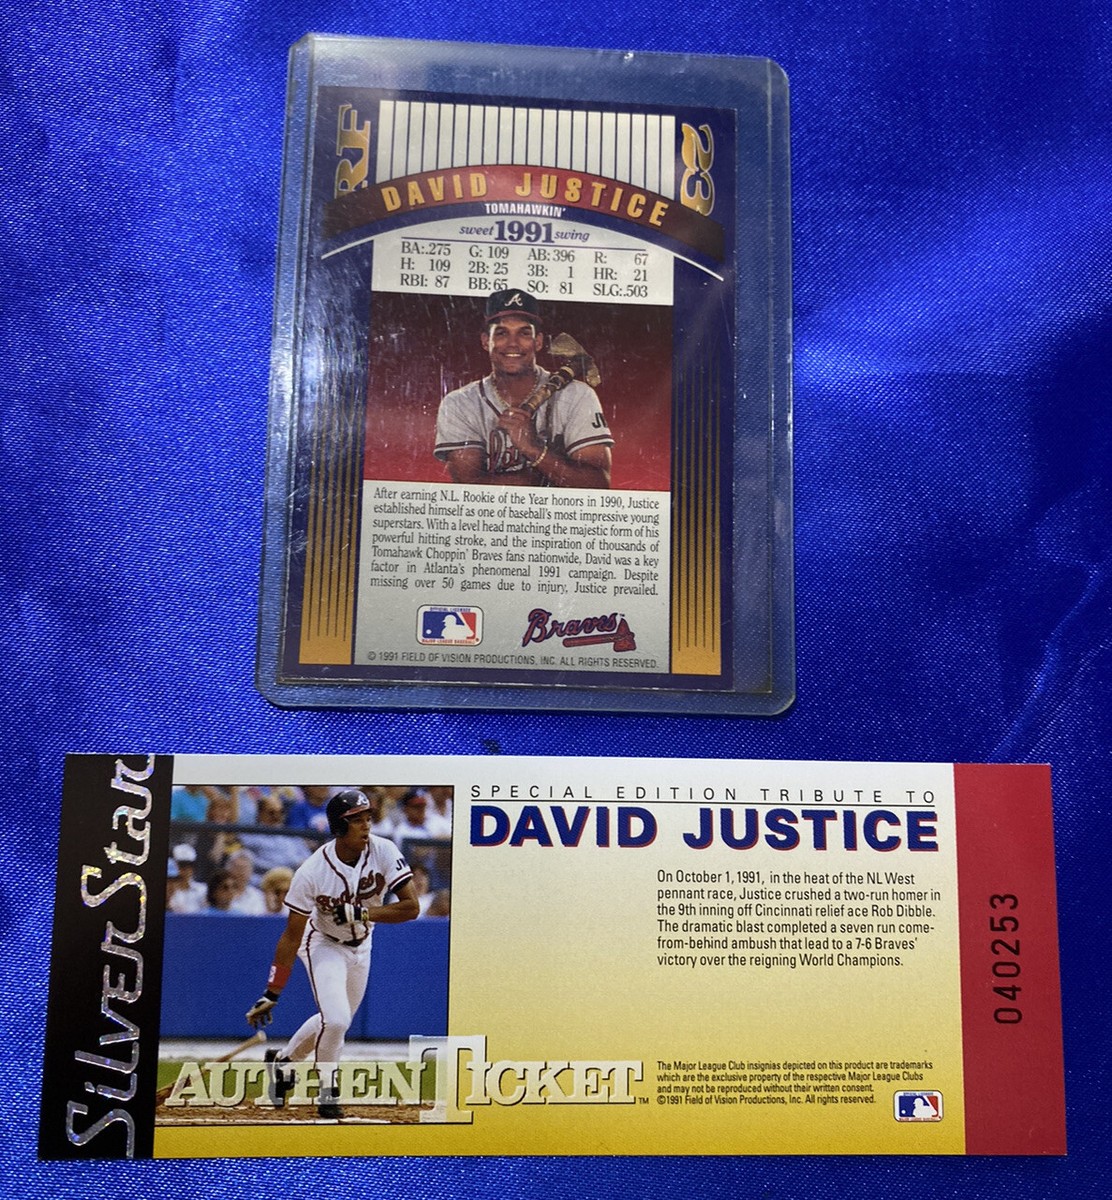 RF
23
DAVID JUSTICE
TOMAHAWKIN'
sweet 1991 swing
BA:.275 G: 109 AB: 396 R: 67
H: 109 2B: 25 3B: 1 HR: 21
RBI: 87 BB: 65 SO: 81 SLG:.503
A
After earning N.L. Rookie of the Year honors in 1990, Justice
established himself as one of baseball's most impressive young
superstars. With a level head matching the majestic form of his
powerful hitting stroke, and the inspiration of thousands of
Tomahawk Choppin' Braves fans nationwide, David was a key
factor in Atlanta's phenomenal 1991 campaign. Despite
missing over 50 games due to injury, Justice prevailed.
OFFICIAL LICENSEE
MAJOR LEAGUE BASEBALL
Braves™
© 1991 FIELD OF VISION PRODUCTIONS, INC. ALL RIGHTS RESERVED.
SilverStar
SPECIAL EDITION TRIBUTE TO
DAVID JUSTICE
On October 1, 1991, in the heat of the NL West
pennant race, Justice crushed a two-run homer in
the 9th inning off Cincinnati relief ace Rob Dibble.
The dramatic blast completed a seven run come-
from-behind ambush that lead to a 7-6 Braves'
victory over the reigning World Champions.
AUTHENTICKET™
The Major League Club insignias depicted on this product are trademarks
which are the exclusive property of the respective Major League Clubs
and may not be reproduced without their written consent.
©1991 Field of Vision Productions, Inc. All rights reserved.
040253